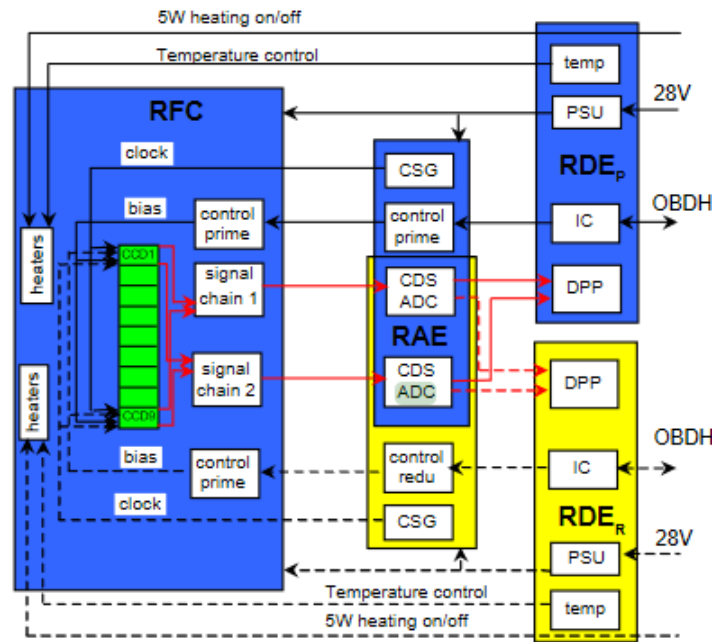 5W heating on/off
Temperature control
temp
28V
RFC
PSU
clock
CSG
RDE_P
bias
control
prime
control
prime
IC
OBDH
heaters
CCD1
signal
chain 1
CDS
ADC
DPP
RAE
signal
chain 2
CDS
ADC
DPP
heaters
CCD9
bias
control
prime
control
redu
IC
OBDH
clock
CSG
RDE_R
28V
PSU
Temperature control
temp
5W heating on/off